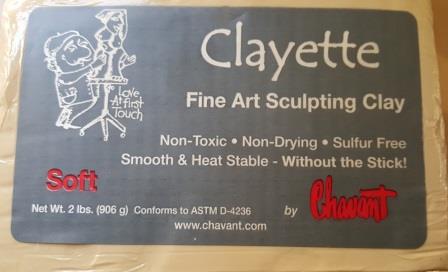 Clayette
Love
At first
Touch
Fine Art Sculpting Clay
Non-Toxic • Non-Drying • Sulfur Free
Smooth & Heat Stable - Without the Stick!
Soft
Net Wt. 2 lbs. (906 g) Conforms to ASTM D-4236 by Chavant
www.chavant.com